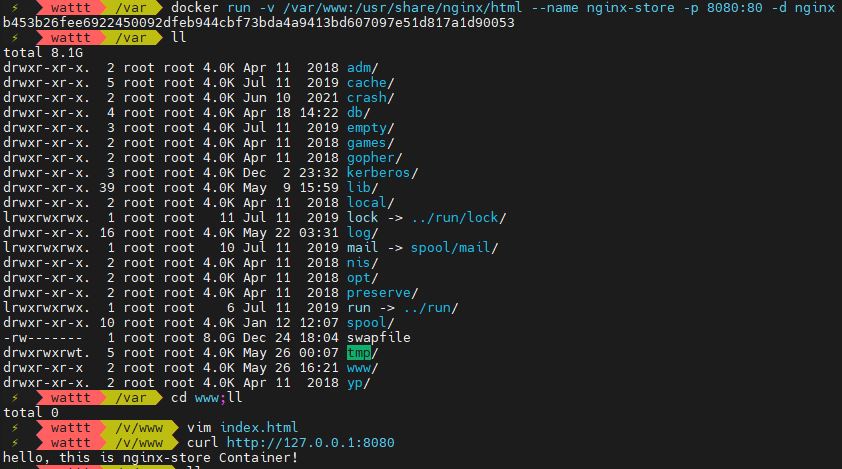 ⚡ wattt /var docker run -v /var/www:/usr/share/nginx/html --name nginx-store -p 8080:80 -d nginx
b453b26fee6922450092dfeb944cbf73bda4a9413bd607097e51d817a1d90053
⚡ wattt /var ll
total 8.1G
drwxr-xr-x. 2 root root 4.0K Apr 11 2018 adm/
drwxr-xr-x. 5 root root 4.0K Jul 11 2019 cache/
drwxr-xr-x. 2 root root 4.0K Jun 10 2021 crash/
drwxr-xr-x. 4 root root 4.0K Apr 18 14:22 db/
drwxr-xr-x. 3 root root 4.0K Jul 11 2019 empty/
drwxr-xr-x. 2 root root 4.0K Apr 11 2018 games/
drwxr-xr-x. 2 root root 4.0K Apr 11 2018 gopher/
drwxr-xr-x. 3 root root 4.0K Dec 2 23:32 kerberos/
drwxr-xr-x. 39 root root 4.0K May 9 15:59 lib/
drwxr-xr-x. 2 root root 4.0K Apr 11 2018 local/
lrwxrwxrwx. 1 root root 11 Jul 11 2019 lock -> ../run/lock/
drwxr-xr-x. 16 root root 4.0K May 22 03:31 log/
lrwxrwxrwx. 1 root root 10 Jul 11 2019 mail -> spool/mail/
drwxr-xr-x. 2 root root 4.0K Apr 11 2018 nis/
drwxr-xr-x. 2 root root 4.0K Apr 11 2018 opt/
drwxr-xr-x. 2 root root 4.0K Apr 11 2018 preserve/
lrwxrwxrwx. 1 root root 6 Jul 11 2019 run -> ../run/
drwxr-xr-x. 10 root root 4.0K Jan 12 12:07 spool/
-rw------- 1 root root 8.0G Dec 24 18:04 swapfile
drwxrwxrwt. 5 root root 4.0K May 26 00:07 tmp/
drwxr-xr-x 2 root root 4.0K May 26 16:21 www/
drwxr-xr-x. 2 root root 4.0K Apr 11 2018 yp/
⚡ wattt /var cd www;ll
total 0
⚡ wattt /v/www vim index.html
⚡ wattt /v/www curl http://127.0.0.1:8080
hello, this is nginx-store Container!